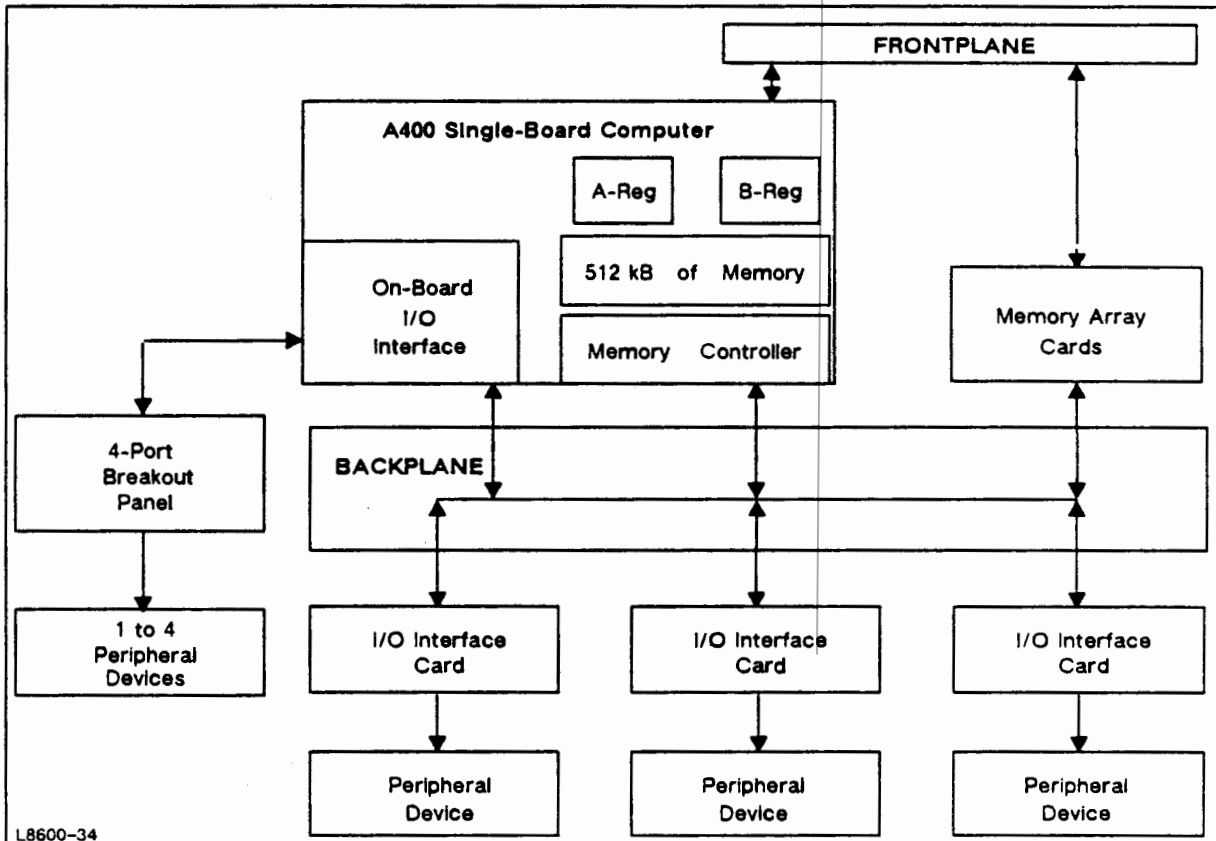 FRONTPLANE
A400 Single-Board Computer
A-Reg
B-Reg
512 kB of Memory
On-Board
I/O
Interface
Memory Controller
Memory Array
Cards
4-Port
Breakout
Panel
BACKPLANE
1 to 4
Peripheral
Devices
I/O Interface
Card
I/O Interface
Card
I/O Interface
Card
Peripheral
Device
Peripheral
Device
Peripheral
Device
L8600-34